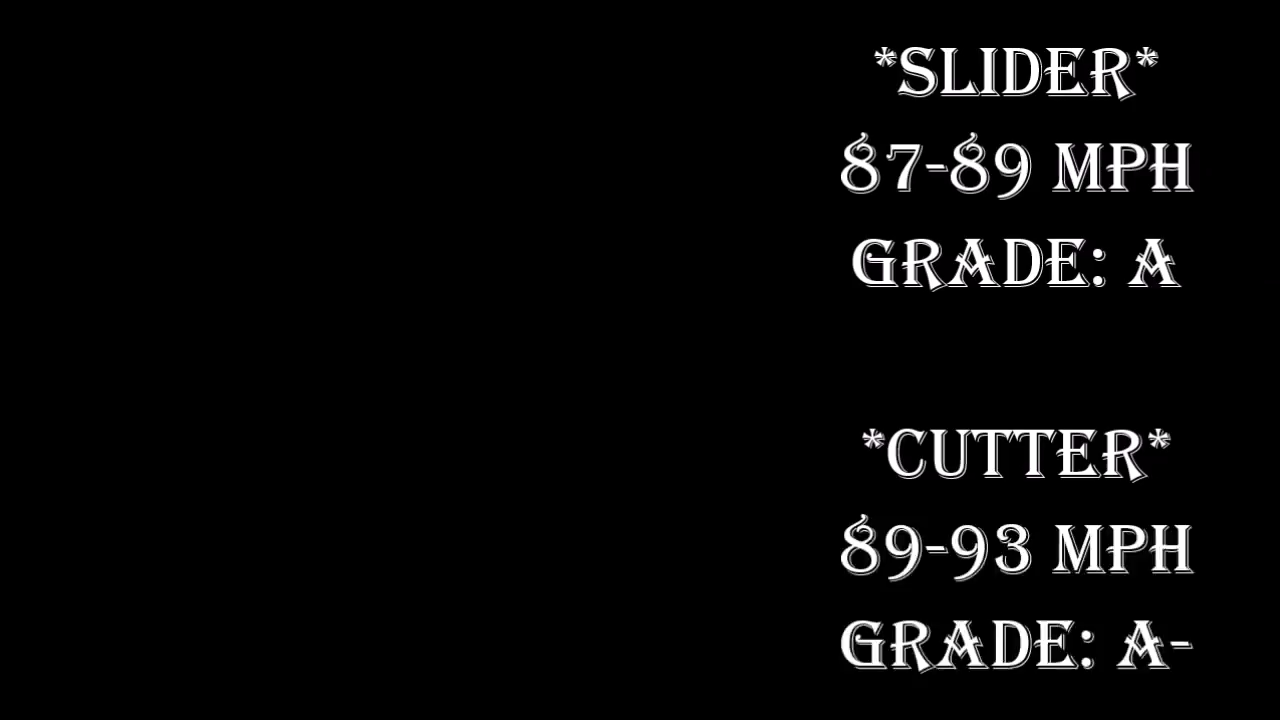 *SLIDER*
87-89 MPH
GRADE: A
*CUTTER*
89-93 MPH
GRADE: A-